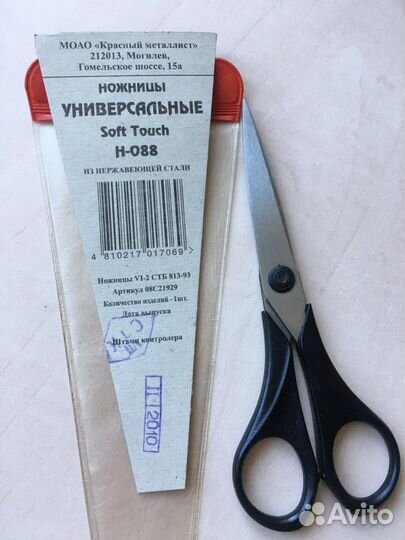 МОАО «Красный металлист»
212013, Могилев,
Гомельское шоссе, 15а
НОЖНИЦЫ
УНИВЕРСАЛЬНЫЕ
Soft Touch
Н-088
ИЗ НЕРЖАВЕЮЩЕЙ СТАЛИ
4 810217 017069 >
Ножницы VI-2 СТБ 813-93
Артикул 08С21929
Количество изделий–1шт.
Дата выпуска
Штамп контролера
II 2010
Avito